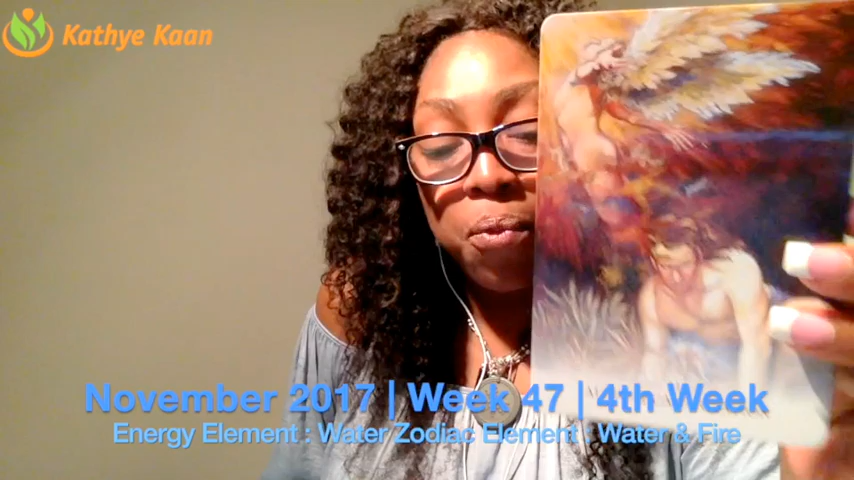 Kathye Kaan
November 2017 | Week 47 | 4th Week
Energy Element : Water Zodiac Element : Water & Fire